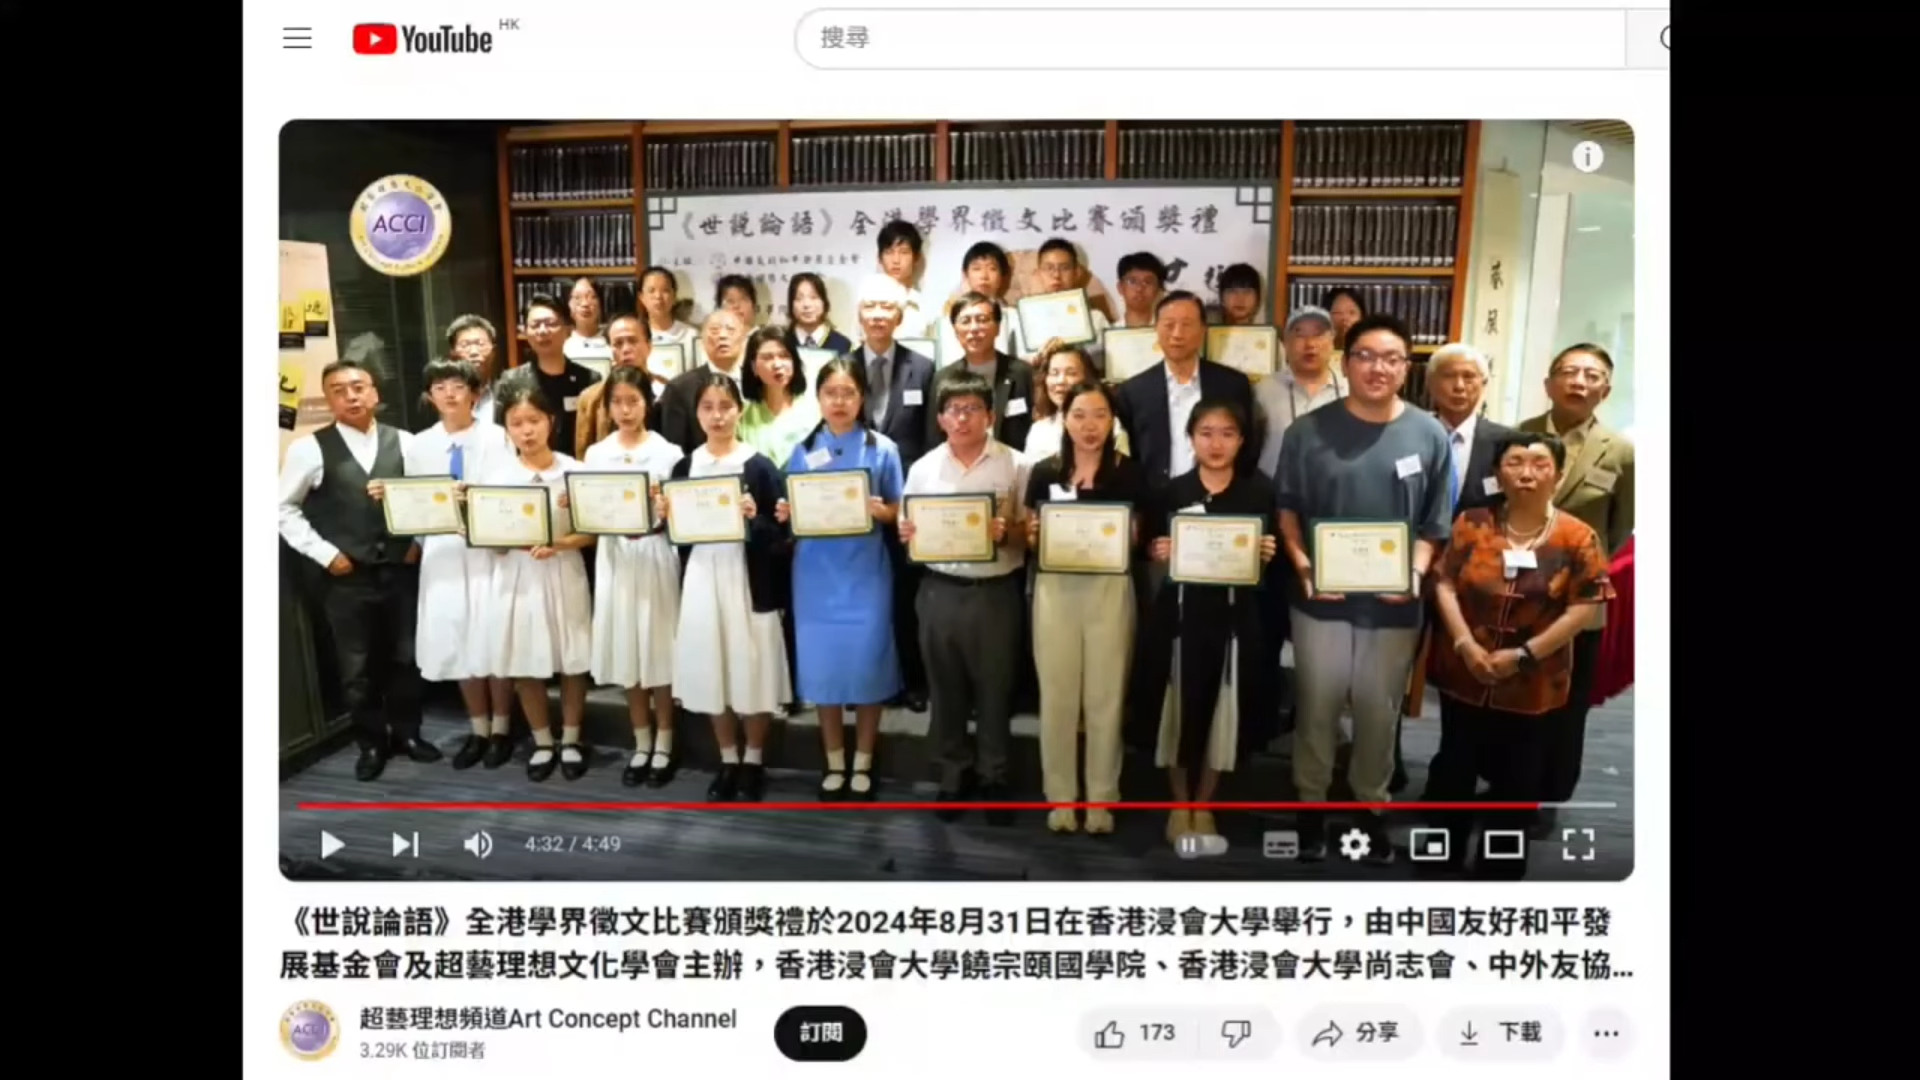 YouTube HK
搜尋
ACCI
《世說論語》全港學界徵文比賽頒獎禮
4:32 / 4:49
《世說論語》全港學界徵文比賽頒獎禮於2024年8月31日在香港浸會大學舉行，由中國友好和平發
展基金會及超藝理想文化學會主辦，香港浸會大學饒宗頤國學院、香港浸會大學尚志會、中外友協...
ACCI
超藝理想頻道Art Concept Channel
3.29K 位訂閱者
訂閱
173
分享
下載